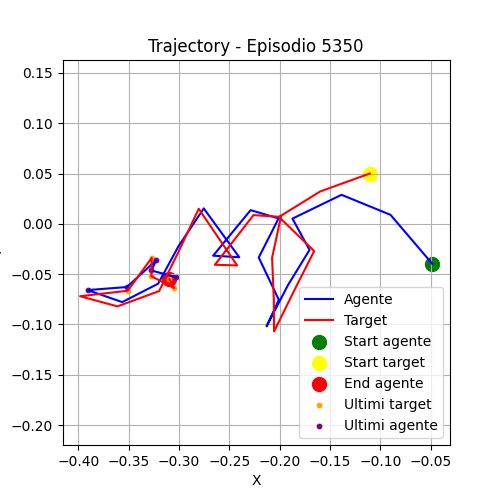 Trajectory - Episodio 5350
0.15
0.10
0.05
0.00
−0.05
−0.10
−0.15
−0.20
Agente
Target
Start agente
Start target
End agente
Ultimi target
Ultimi agente
−0.40 −0.35 −0.30 −0.25 −0.20 −0.15 −0.10 −0.05
X